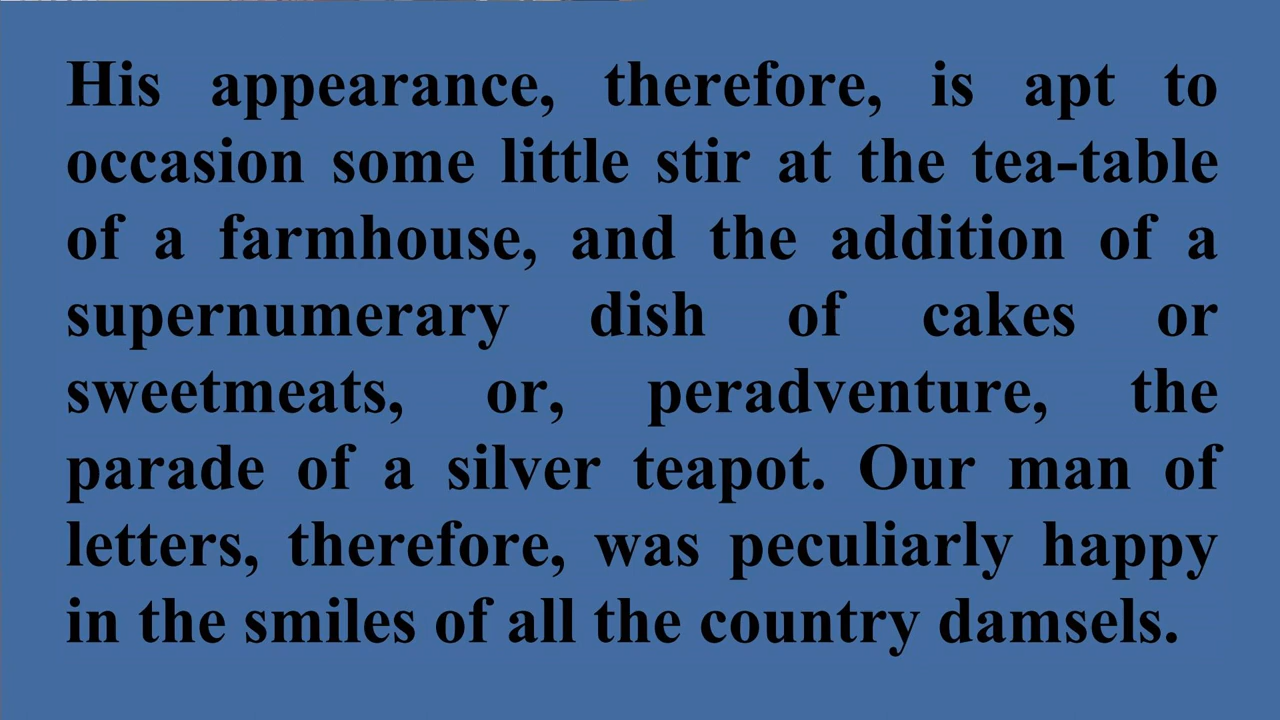 His appearance, therefore, is apt to
occasion some little stir at the tea-table
of a farmhouse, and the addition of a
supernumerary dish of cakes or
sweetmeats, or, peradventure, the
parade of a silver teapot. Our man of
letters, therefore, was peculiarly happy
in the smiles of all the country damsels.